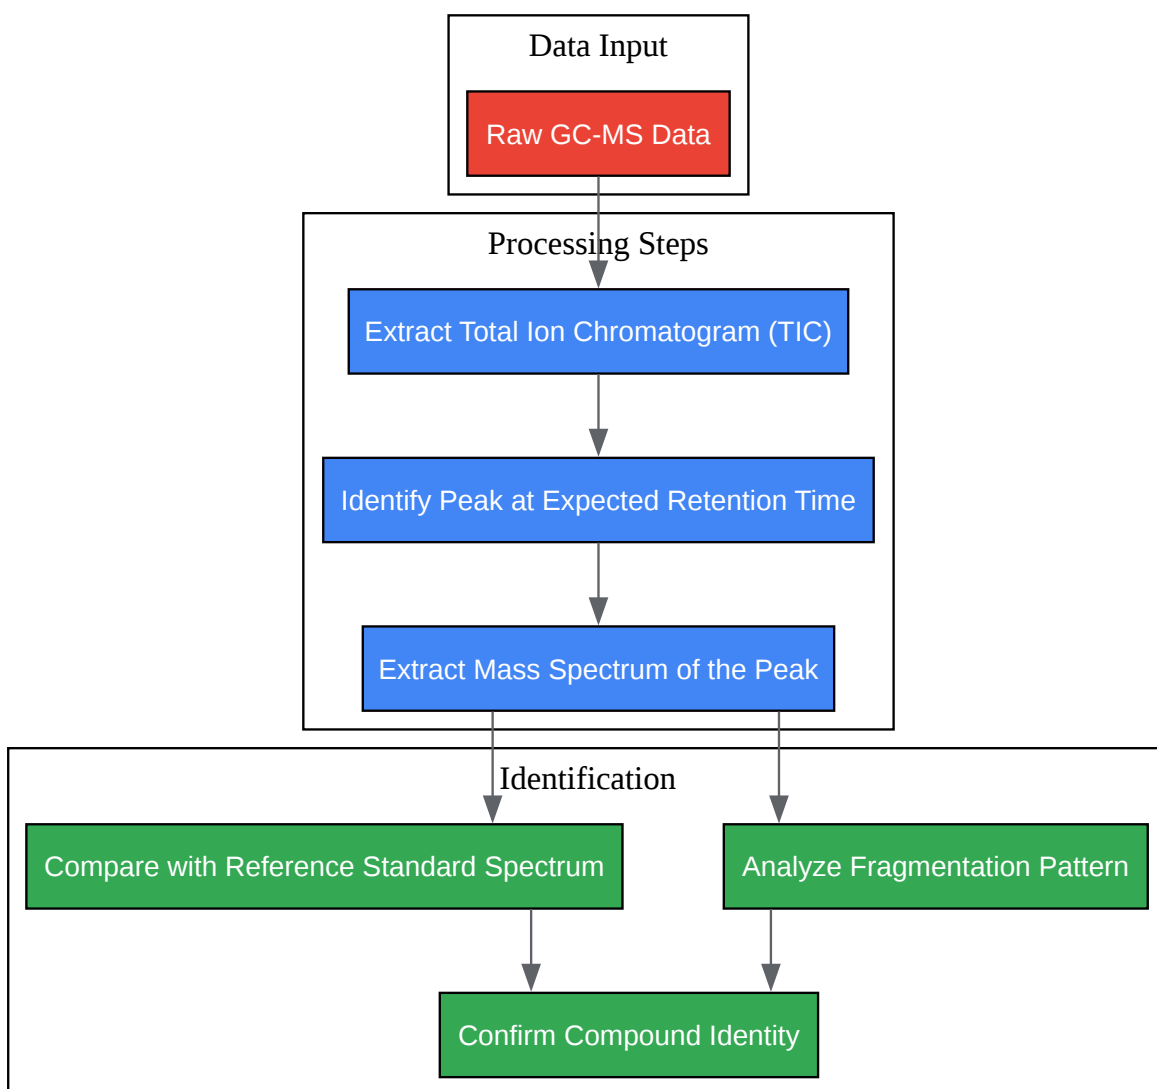 Data Input
Raw GC-MS Data
Processing Steps
Extract Total Ion Chromatogram (TIC)
Identify Peak at Expected Retention Time
Extract Mass Spectrum of the Peak
Identification
Compare with Reference Standard Spectrum
Analyze Fragmentation Pattern
Confirm Compound Identity